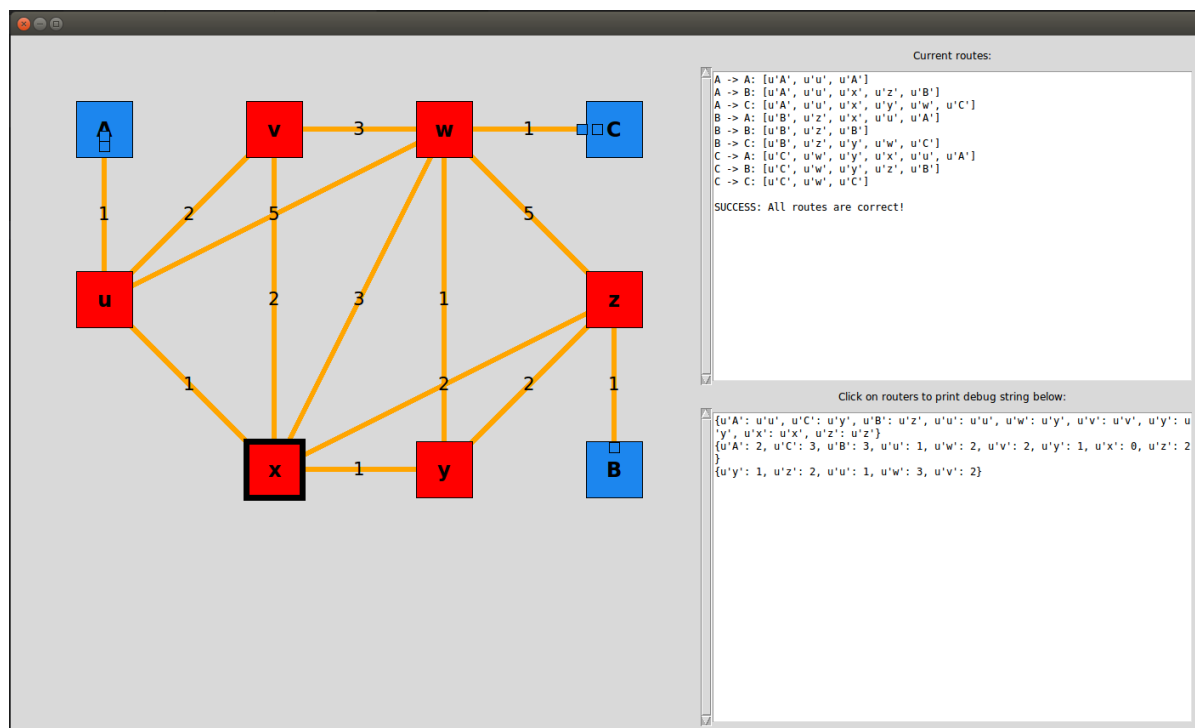 Current routes:
A -> A: [u'A', u'u', u'A']
A -> B: [u'A', u'u', u'x', u'z', u'B']
A -> C: [u'A', u'u', u'x', u'y', u'w', u'C']
B -> A: [u'B', u'z', u'x', u'u', u'A']
B -> B: [u'B', u'z', u'B']
B -> C: [u'B', u'z', u'y', u'w', u'C']
C -> A: [u'C', u'w', u'y', u'x', u'u', u'A']
C -> B: [u'C', u'w', u'y', u'z', u'B']
C -> C: [u'C', u'w', u'C']
SUCCESS: All routes are correct!
A
v
3
w
1
C
1
2
5
5
u
2
3
1
z
1
2
2
1
x
1
y
B
Click on routers to print debug string below:
{u'A': u'u', u'C': u'y', u'B': u'z', u'u': u'u', u'w': u'y', u'v': u'v', u'y': u
'y', u'x': u'x', u'z': u'z'}
{u'A': 2, u'C': 3, u'B': 3, u'u': 1, u'w': 2, u'v': 2, u'y': 1, u'x': 0, u'z': 2
}
{u'y': 1, u'z': 2, u'u': 1, u'w': 3, u'v': 2}